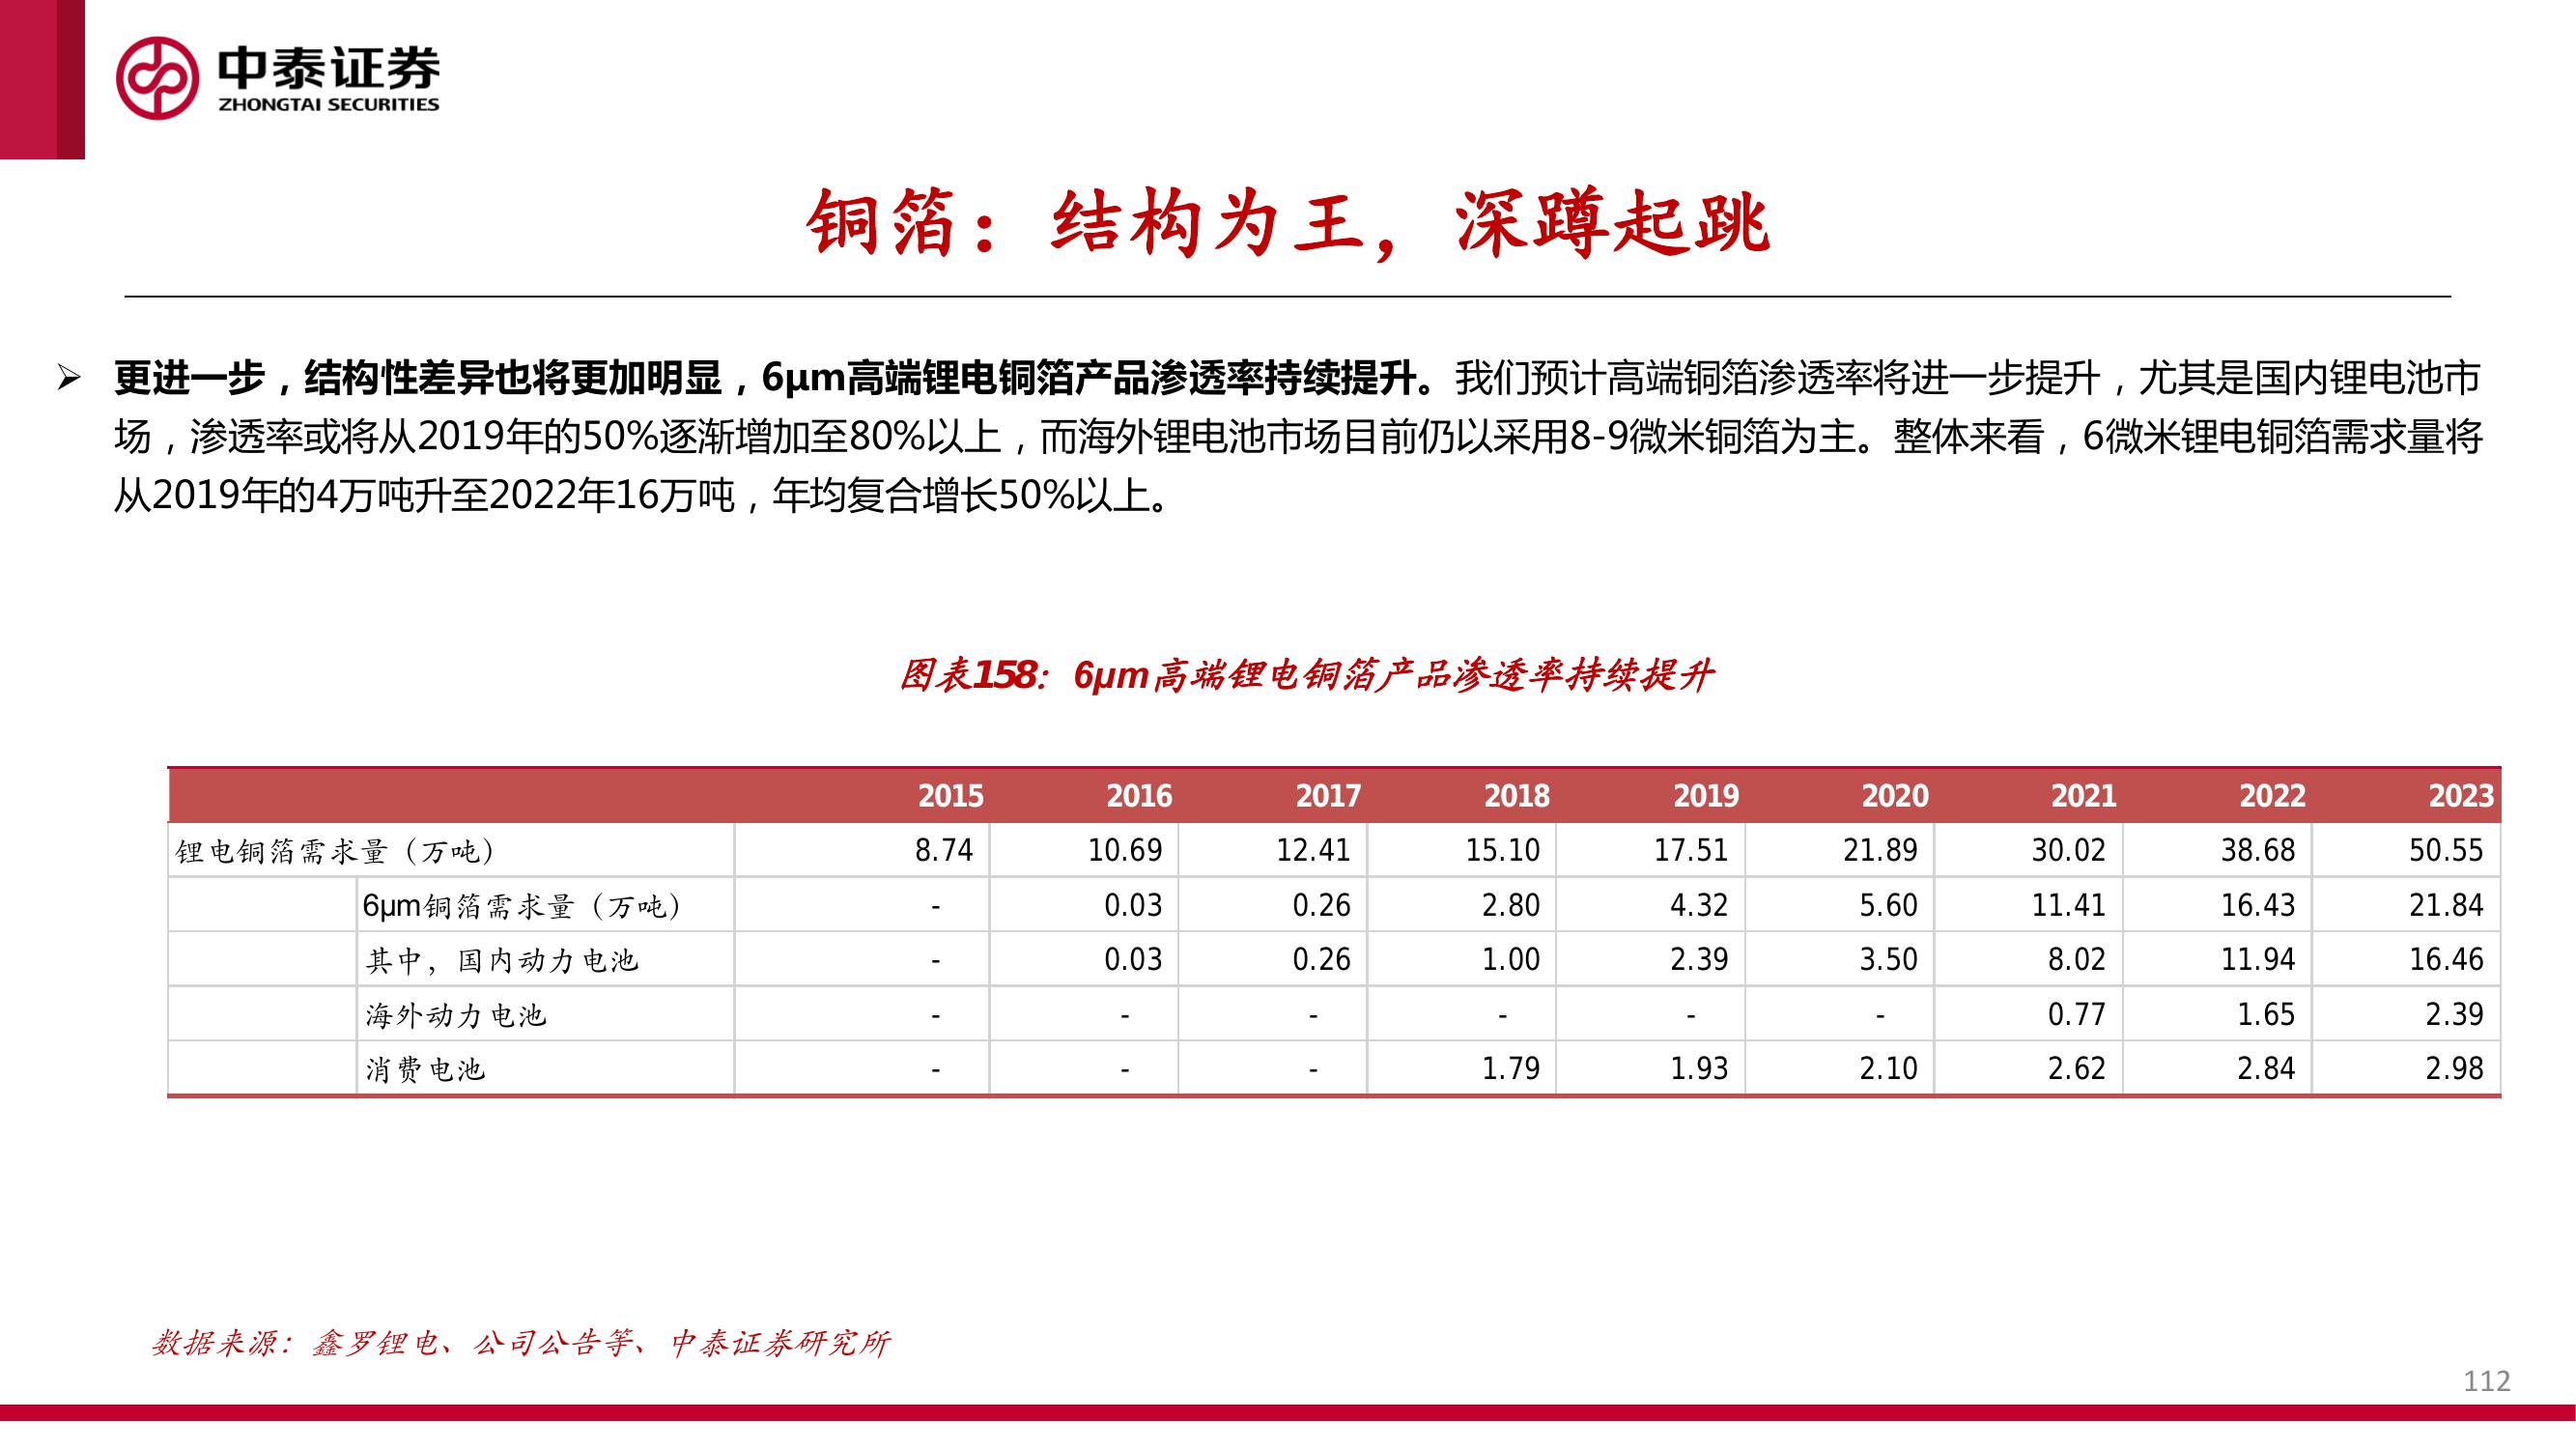 中泰证券
ZHONGTAI SECURITIES
铜箔：结构为王，深蹲起跳
➢ 更进一步，结构性差异也将更加明显，6μm高端锂电铜箔产品渗透率持续提升。我们预计高端铜箔渗透率将进一步提升，尤其是国内锂电池市
场，渗透率或将从2019年的50%逐渐增加至80%以上，而海外锂电池市场目前仍以采用8-9微米铜箔为主。整体来看，6微米锂电铜箔需求量将
从2019年的4万吨升至2022年16万吨，年均复合增长50%以上。
图表158：6μm高端锂电铜箔产品渗透率持续提升
2015 2016 2017 2018 2019 2020 2021 2022 2023
锂电铜箔需求量（万吨） 8.74 10.69 12.41 15.10 17.51 21.89 30.02 38.68 50.55
6μm铜箔需求量（万吨） - 0.03 0.26 2.80 4.32 5.60 11.41 16.43 21.84
其中，国内动力电池 - 0.03 0.26 1.00 2.39 3.50 8.02 11.94 16.46
海外动力电池 - - - - - - 0.77 1.65 2.39
消费电池 - - - 1.79 1.93 2.10 2.62 2.84 2.98
数据来源：鑫罗锂电、公司公告等、中泰证券研究所
112